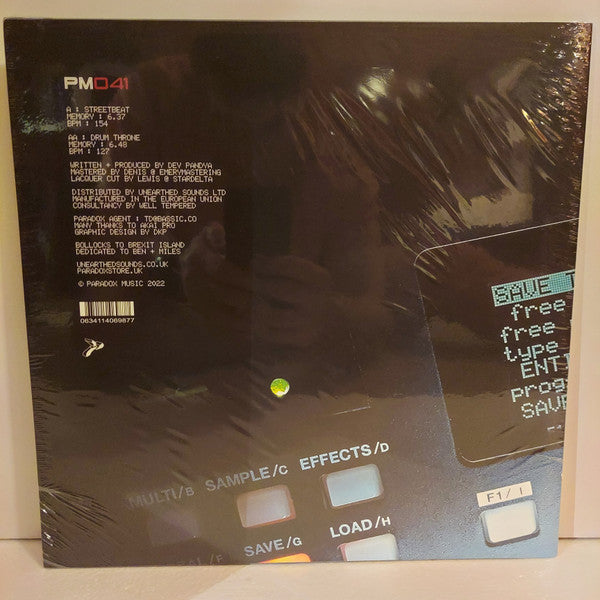 PM041
A : STREETBEAT
MEMORY : 6.37
BPM : 154
AA : DRUM THRONE
MEMORY : 6.48
BPM : 127
WRITTEN + PRODUCED BY DEV PANDYA
MASTERED BY DENIS @ EMERYMASTERING
LACQUER CUT BY LEWIS @ STARDELTA
DISTRIBUTED BY UNEARTHED SOUNDS LTD
MANUFACTURED IN THE EUROPEAN UNION
CONSULTANCY BY WELL TEMPERED
PARADOX AGENT : TD@BASSIC.CO
MANY THANKS TO AKAI PRO
GRAPHIC DESIGN BY DKP
BOLLOCKS TO BREXIT ISLAND
DEDICATED TO BEN + MILES
UNEARTHEDSOUNDS.CO.UK
PARADOXSTORE.UK
© PARADOX MUSIC 2022
0634114069877
SAVE T
free
free
type
ENT
prog
SAVE
MULTI/B SAMPLE/C EFFECTS/D
F1/ I
/F SAVE/G LOAD/H